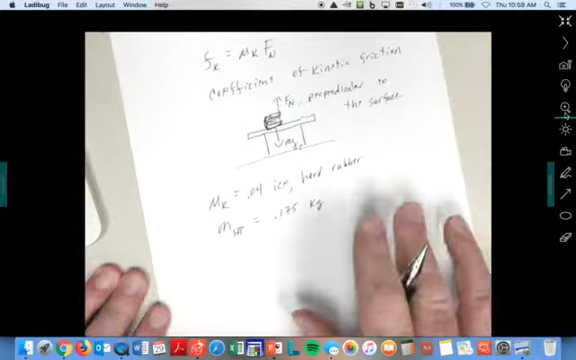 Ladibug File Edit Layout Window Help 100% Thu 10:58 AM
fₖ = μₖ Fₙ
coefficient of kinetic friction
Fₙ, perpendicular to
the surface.
mg
μₖ = .04 ice, hard rubber
m = .175 kg
29